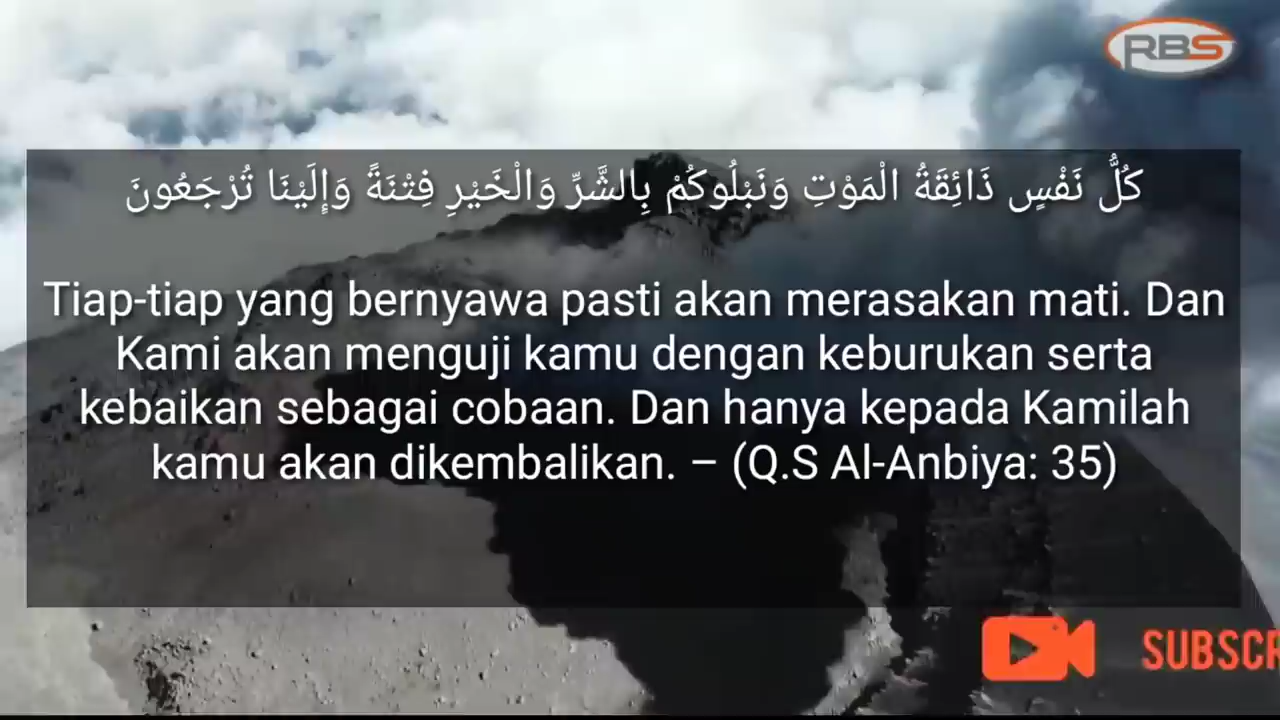 RBS
كُلُّ نَفْسٍ ذَائِقَةُ الْمَوْتِ وَنَبْلُوكُمْ بِالشَّرِّ وَالْخَيْرِ فِتْنَةً وَإِلَيْنَا تُرْجَعُونَ
Tiap-tiap yang bernyawa pasti akan merasakan mati. Dan
Kami akan menguji kamu dengan keburukan serta
kebaikan sebagai cobaan. Dan hanya kepada Kamilah
kamu akan dikembalikan. – (Q.S Al-Anbiya: 35)
SUBSCR